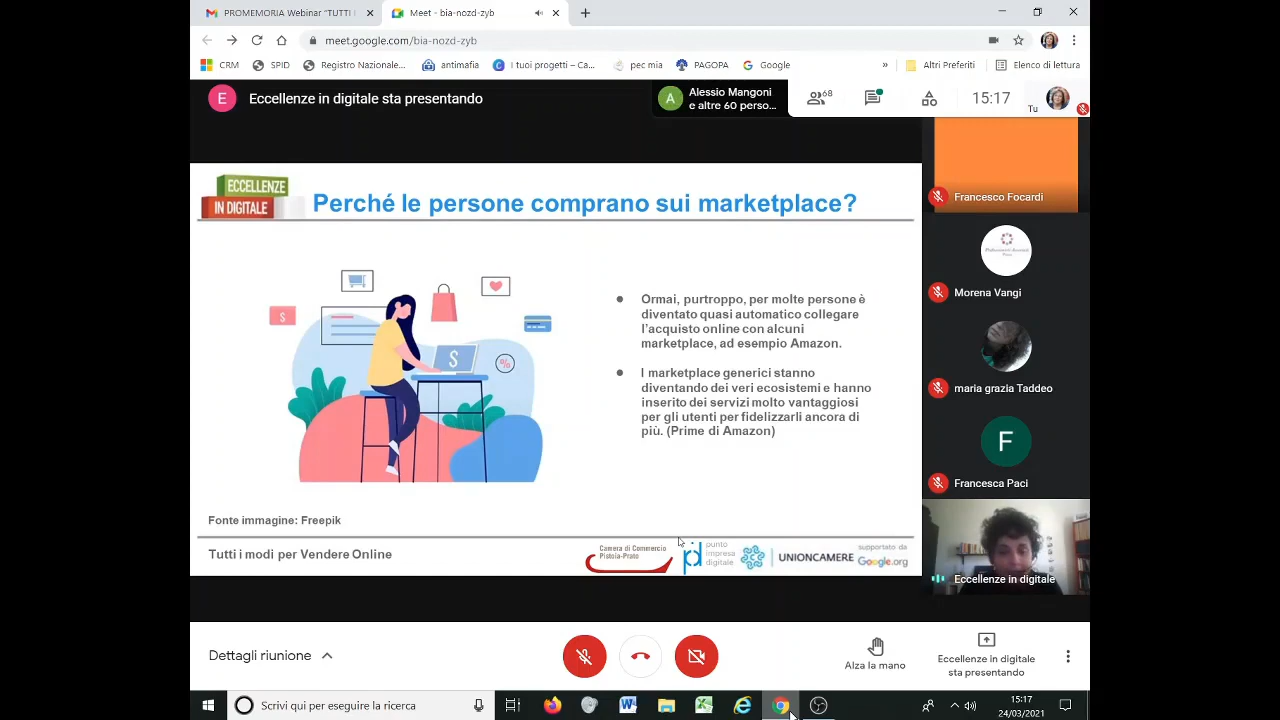 PROMEMORIA Webinar "TUTTI I
Meet - bia-nozd-zyb
meet.google.com/bia-nozd-zyb
CRM
SPID
Registro Nazionale...
antimafia
I tuoi progetti – Ca...
pec mia
PAGOPA
Google
»
Altri Preferiti
Elenco di lettura
E
Eccellenze in digitale sta presentando
A
Alessio Mangoni
e altre 60 perso...
68
15:17
Tu
ECCELLENZE
IN DIGITALE
Perché le persone comprano sui marketplace?
$
$
%
● Ormai, purtroppo, per molte persone è
diventato quasi automatico collegare
l'acquisto online con alcuni
marketplace, ad esempio Amazon.
● I marketplace generici stanno
diventando dei veri ecosistemi e hanno
inserito dei servizi molto vantaggiosi
per gli utenti per fidelizzarli ancora di
più. (Prime di Amazon)
Fonte immagine: Freepik
Tutti i modi per Vendere Online
Camera di Commercio
Pistoia-Prato
pid
punto
impresa
digitale
UNIONCAMERE
supportato da
Google.org
Francesco Focardi
Morena Vangi
maria grazia Taddeo
F
Francesca Paci
Eccellenze in digitale
Dettagli riunione
Alza la mano
Eccellenze in digitale
sta presentando
Scrivi qui per eseguire la ricerca
15:17
24/03/2021